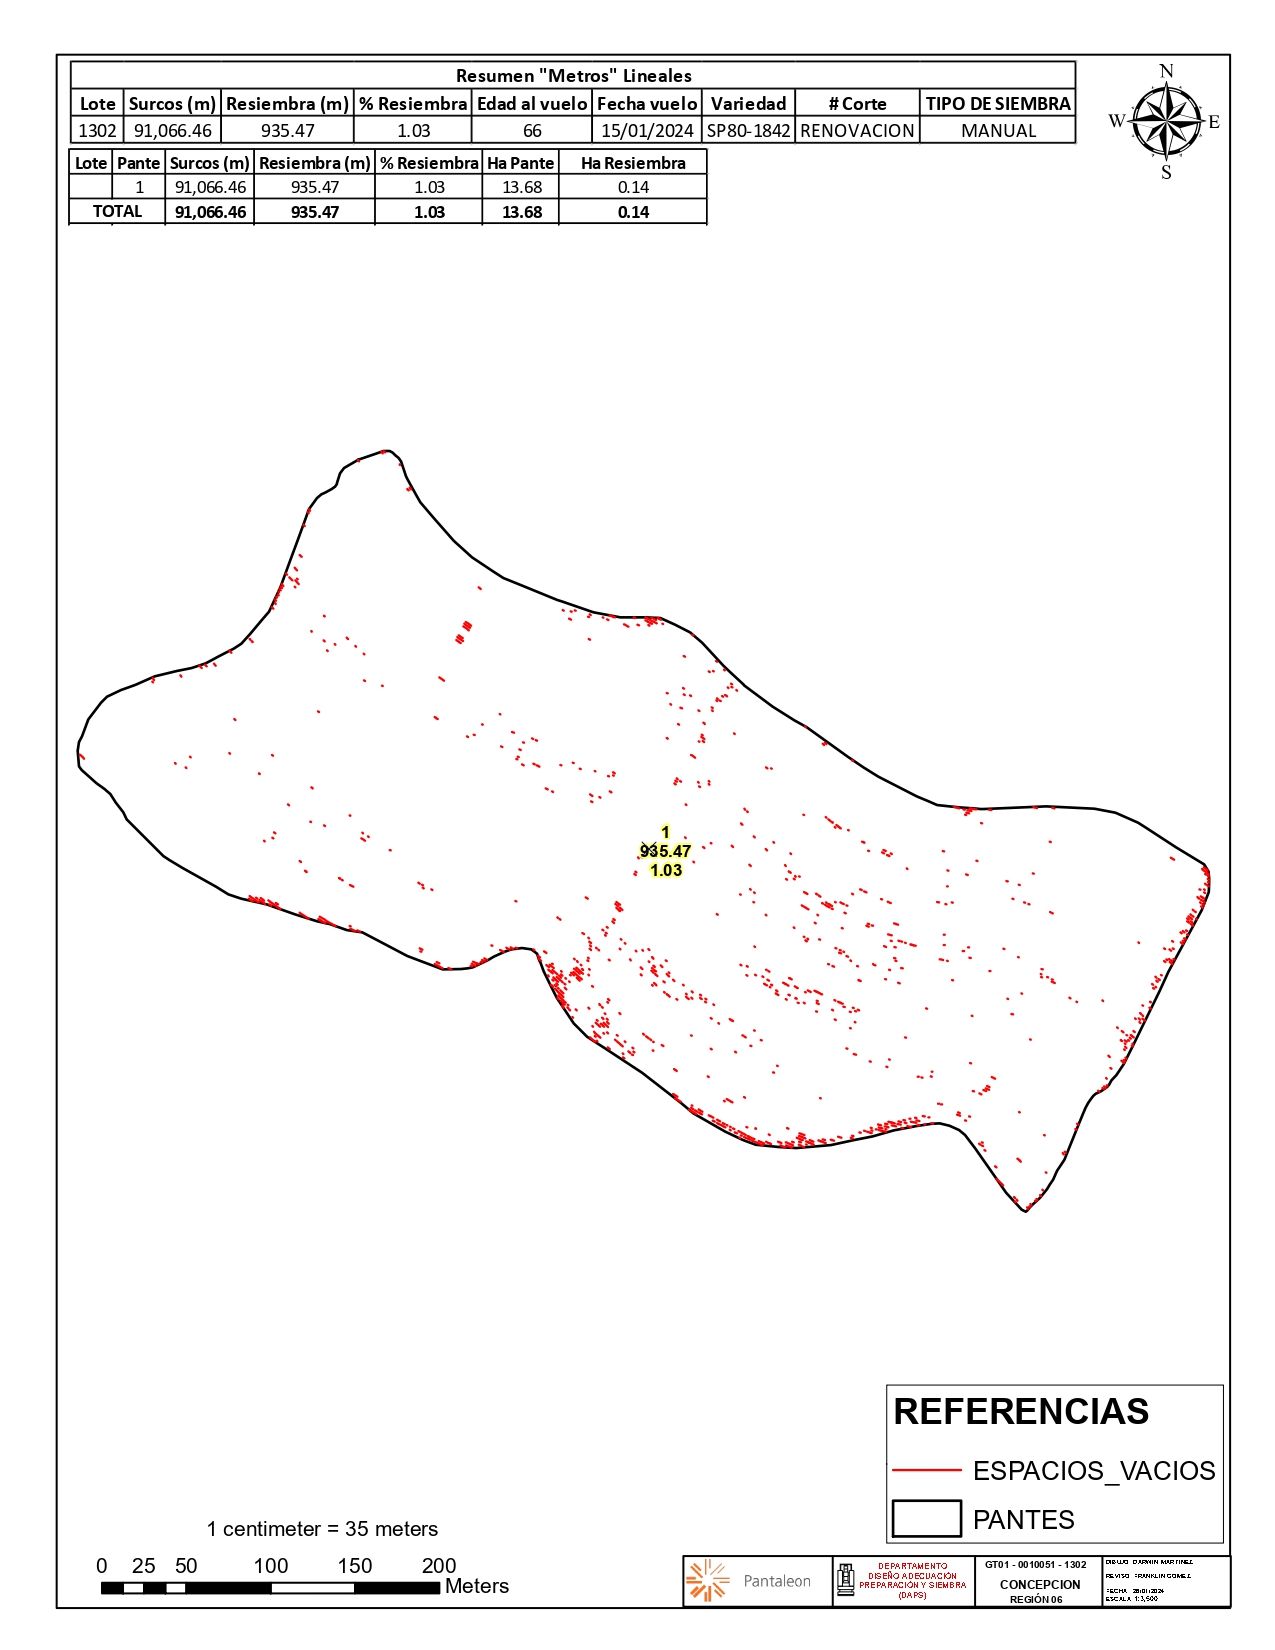 Resumen "Metros" Lineales
Lote Surcos (m) Resiembra (m) % Resiembra Edad al vuelo Fecha vuelo Variedad # Corte TIPO DE SIEMBRA
1302 91,066.46 935.47 1.03 66 15/01/2024 SP80-1842 RENOVACION MANUAL
Lote Pante Surcos (m) Resiembra (m) % Resiembra Ha Pante Ha Resiembra
1 91,066.46 935.47 1.03 13.68 0.14
TOTAL 91,066.46 935.47 1.03 13.68 0.14
N
W E
S
1
935.47
1.03
REFERENCIAS
ESPACIOS_VACIOS
PANTES
1 centimeter = 35 meters
0 25 50 100 150 200
Meters
Pantaleon
DEPARTAMENTO
DISEÑO ADECUACIÓN
PREPARACIÓN Y SIEMBRA
(DAPS)
GT01 - 0010051 - 1302
CONCEPCION
REGIÓN 06
DIBUJO: DARWIN MARTINEZ
REVISO: FRANKLIN GOMEZ
FECHA: 26/01/2024
ESCALA: 1:3,500